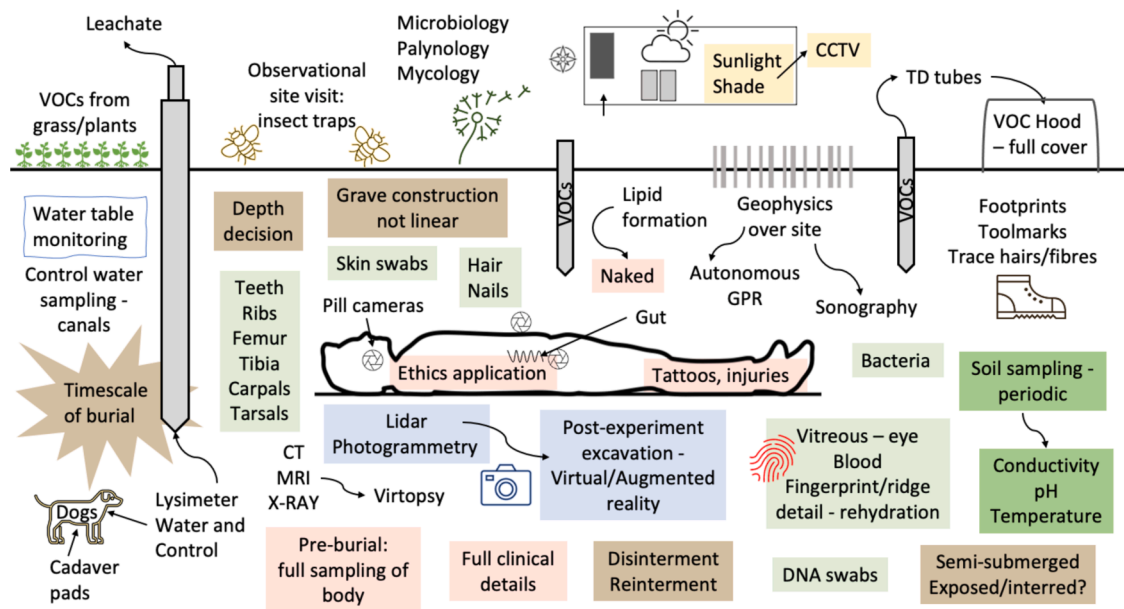 Leachate
VOCs from
grass/plants
Observational
site visit:
insect traps
Microbiology
Palynology
Mycology
Sunlight
Shade
CCTV
TD tubes
VOC Hood
– full cover
Water table
monitoring
Control water
sampling -
canals
Timescale
of burial
Dogs
Cadaver
pads
Lysimeter
Water and
Control
Depth
decision
Grave construction
not linear
Skin swabs
Hair
Nails
Teeth
Ribs
Femur
Tibia
Carpals
Tarsals
Pill cameras
VOCs
Lipid
formation
Naked
Gut
Geophysics
over site
Autonomous
GPR
Sonography
VOCs
Footprints
Toolmarks
Trace hairs/fibres
Ethics application
Tattoos, injuries
Bacteria
Soil sampling -
periodic
Conductivity
pH
Temperature
Lidar
Photogrammetry
Post-experiment
excavation -
Virtual/Augmented
reality
CT
MRI
X-RAY
Virtopsy
Vitreous – eye
Blood
Fingerprint/ridge
detail - rehydration
Pre-burial:
full sampling of
body
Full clinical
details
Disinterment
Reinterment
DNA swabs
Semi-submerged
Exposed/interred?